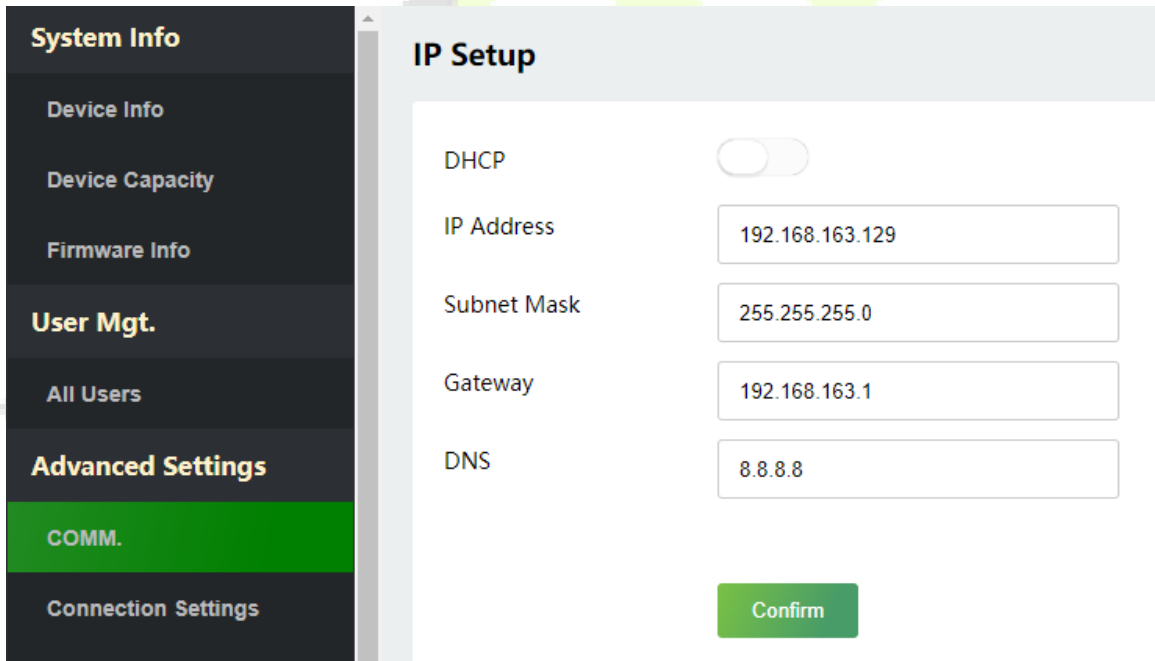 System Info
Device Info
Device Capacity
Firmware Info
User Mgt.
All Users
Advanced Settings
COMM.
Connection Settings
IP Setup
DHCP
IP Address
192.168.163.129
Subnet Mask
255.255.255.0
Gateway
192.168.163.1
DNS
8.8.8.8
Confirm